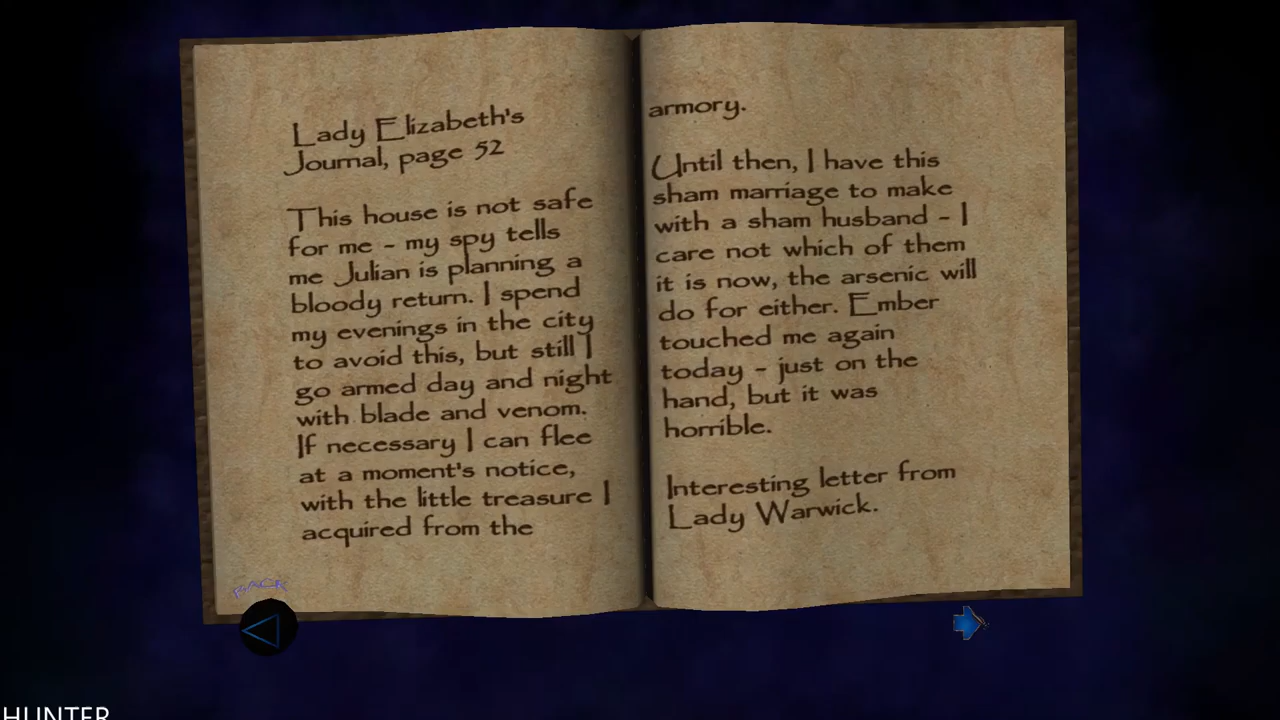 Lady Elizabeth's
Journal, page 52
This house is not safe
for me - my spy tells
me Julian is planning a
bloody return. I spend
my evenings in the city
to avoid this, but still I
go armed day and night
with blade and venom.
If necessary I can flee
at a moment's notice,
with the little treasure I
acquired from the
armory.
Until then, I have this
sham marriage to make
with a sham husband - I
care not which of them
it is now, the arsenic will
do for either. Ember
touched me again
today - just on the
hand, but it was
horrible.
Interesting letter from
Lady Warwick.
BACK
HUNTER